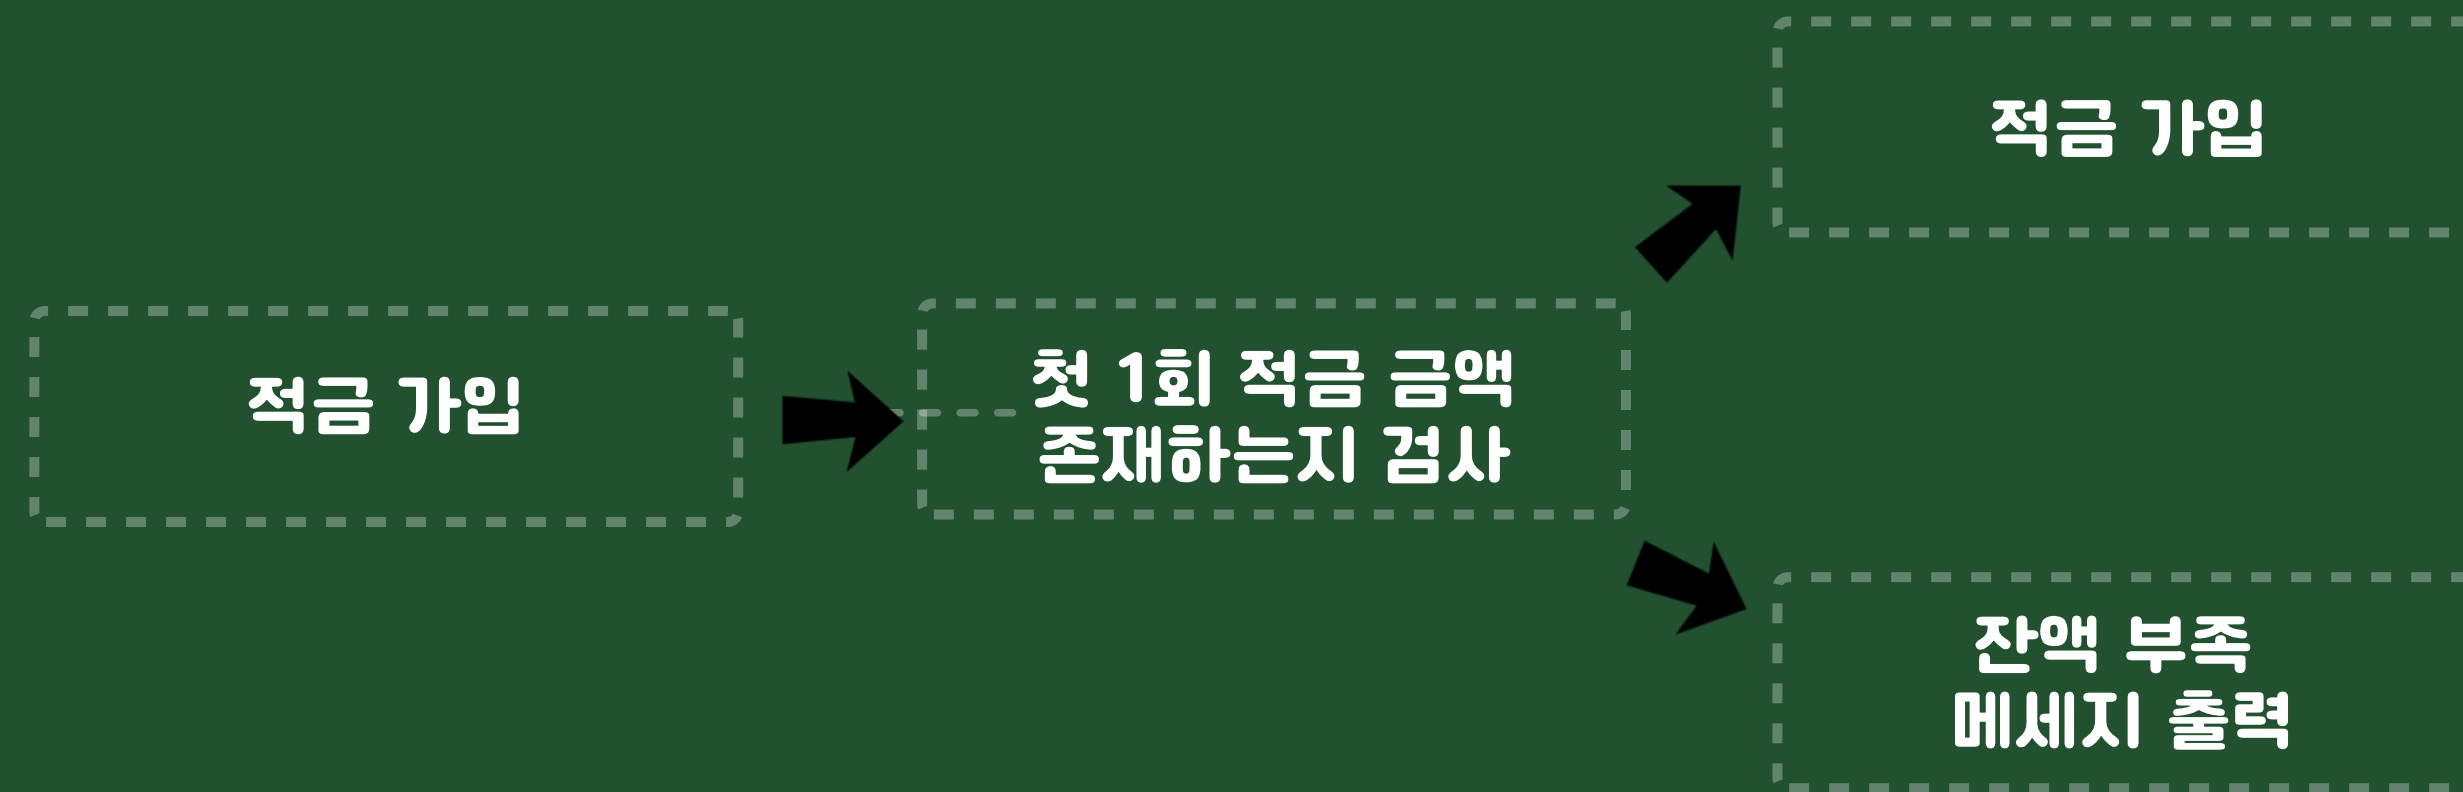 적금 가입
첫 1회 적금 금액
존재하는지 검사
적금 가입
잔액 부족
메세지 출력